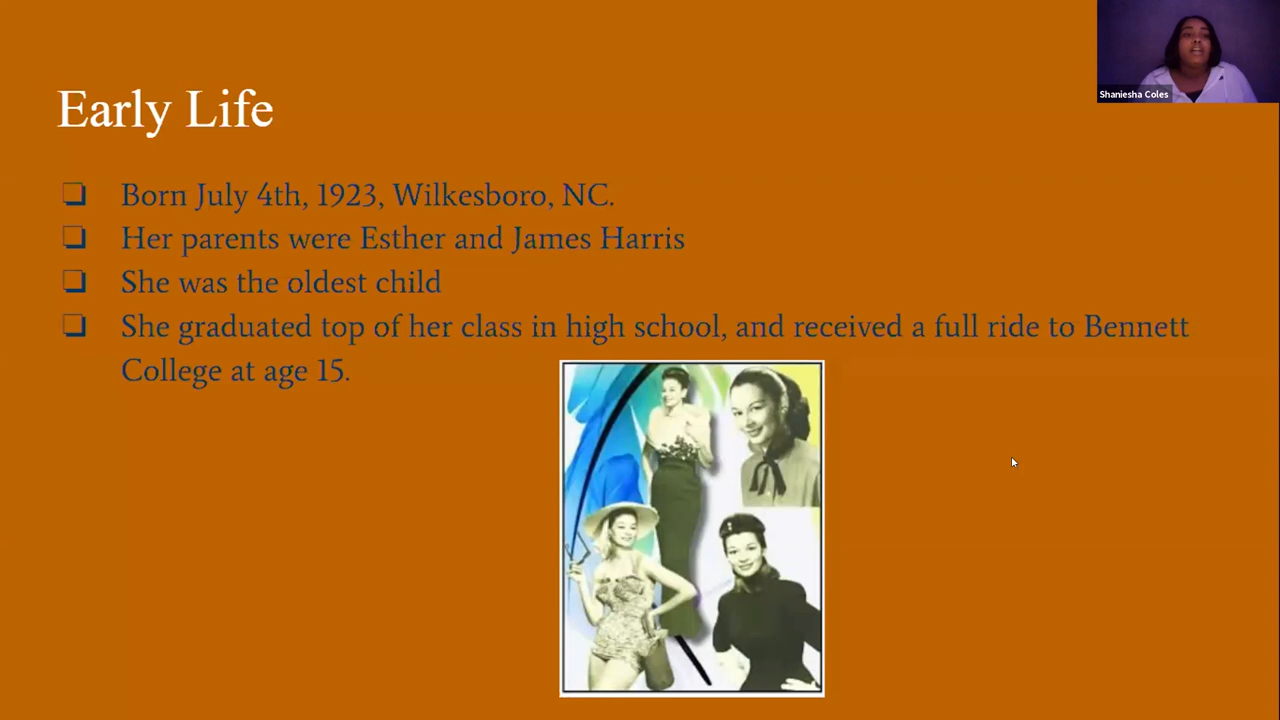 Shaniesha Coles
Early Life
❏ Born July 4th, 1923, Wilkesboro, NC.
❏ Her parents were Esther and James Harris
❏ She was the oldest child
❏ She graduated top of her class in high school, and received a full ride to Bennett
College at age 15.